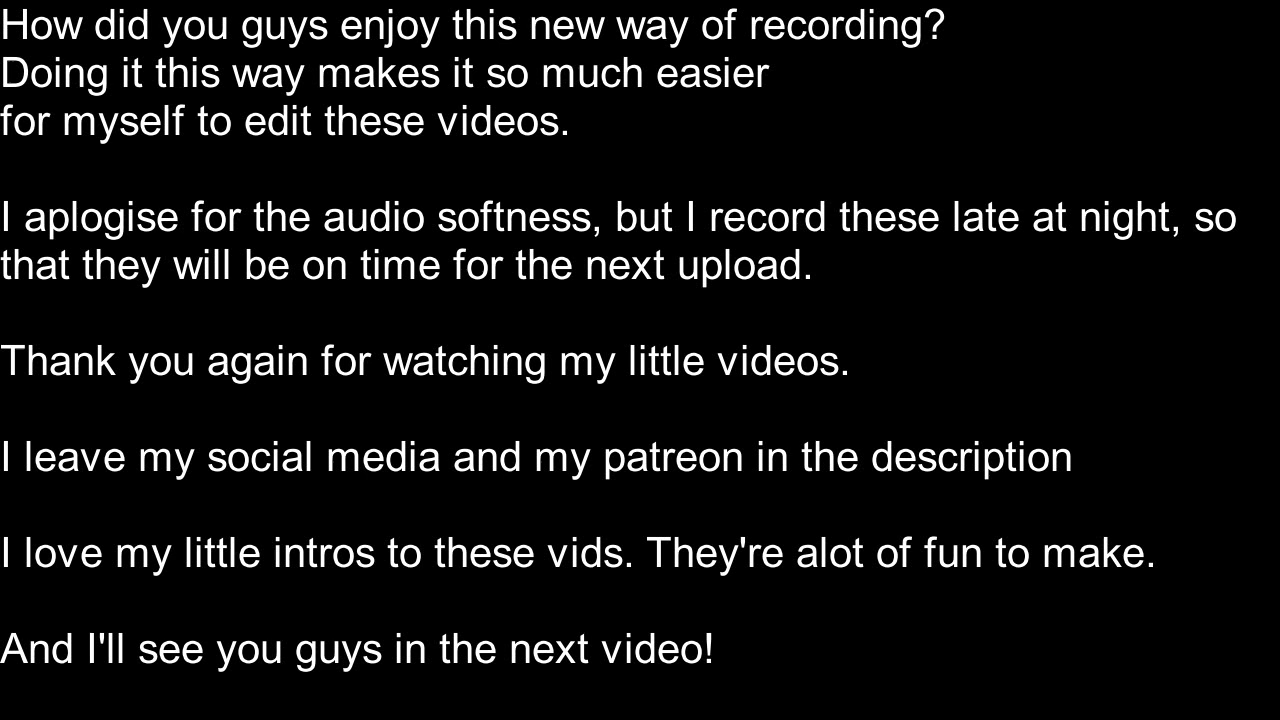 How did you guys enjoy this new way of recording?
Doing it this way makes it so much easier
for myself to edit these videos.
I aplogise for the audio softness, but I record these late at night, so
that they will be on time for the next upload.
Thank you again for watching my little videos.
I leave my social media and my patreon in the description
I love my little intros to these vids. They're alot of fun to make.
And I'll see you guys in the next video!